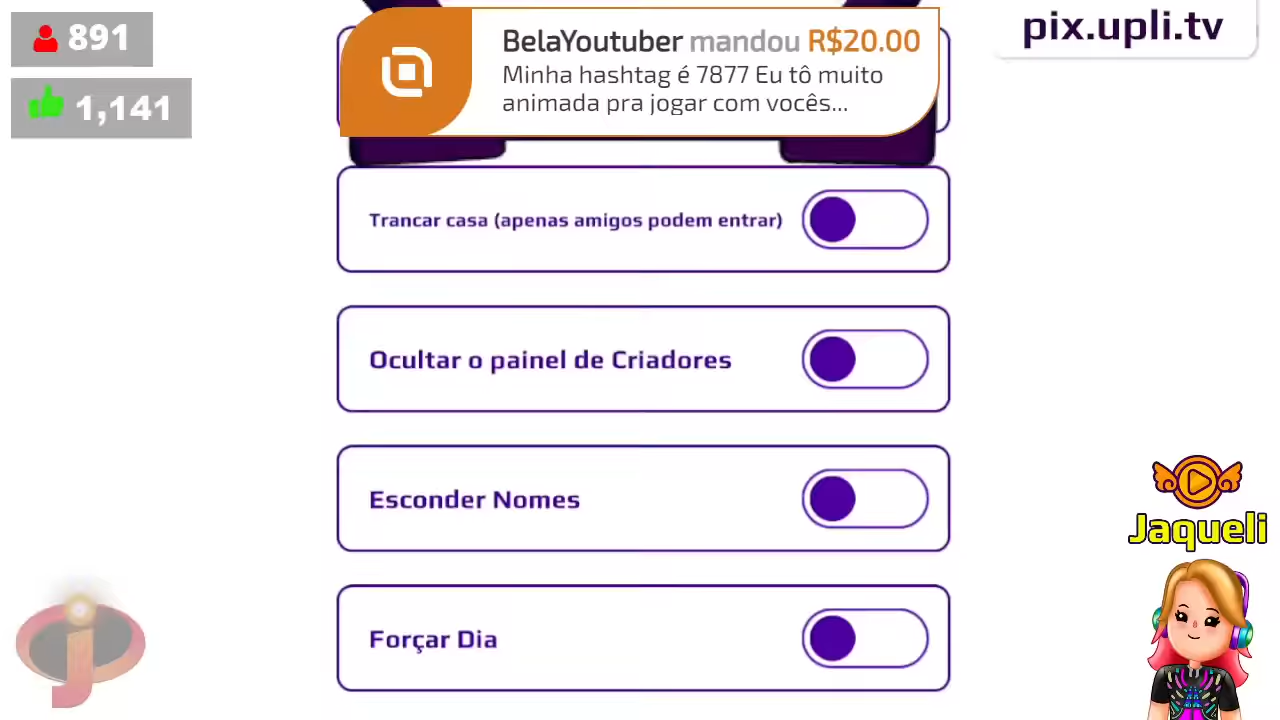 891
1,141
BelaYoutuber mandou R$20.00
Minha hashtag é 7877 Eu tô muito
animada pra jogar com vocês...
pix.upli.tv
Trancar casa (apenas amigos podem entrar)
Ocultar o painel de Criadores
Esconder Nomes
Forçar Dia
Jaqueli
J